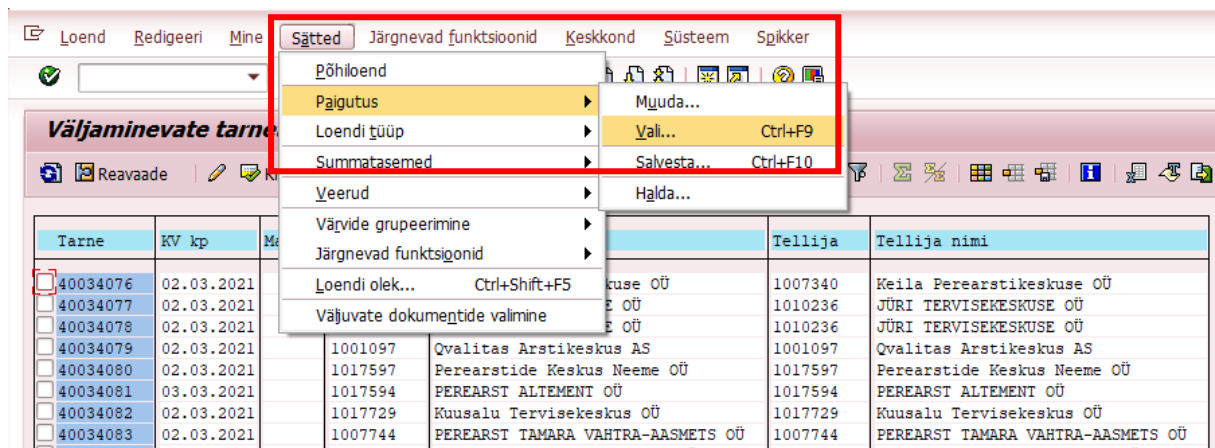 Loend Redigeeri Mine Sätted Järgnevad funktsioonid Keskkond Süsteem Spikker
Põhiloend
Paigutus
Loendi tüüp
Summatasemed
Veerud
Värvide grupeerimine
Järgnevad funktsioonid
Loendi olek... Ctrl+Shift+F5
Väljuvate dokumentide valimine
Muuda...
Vali... Ctrl+F9
Salvesta... Ctrl+F10
Halda...
Väljaminevate tarne
Reavaade
Tarne KV kp Tellija Tellija nimi
40034076 02.03.2021 kuse OÜ 1007340 Keila Perearstikeskuse OÜ
40034077 02.03.2021 E OÜ 1010236 JÜRI TERVISEKESKUSE OÜ
40034078 02.03.2021 E OÜ 1010236 JÜRI TERVISEKESKUSE OÜ
40034079 02.03.2021 1001097 Qvalitas Arstikeskus AS 1001097 Qvalitas Arstikeskus AS
40034080 02.03.2021 1017597 Perearstide Keskus Neeme OÜ 1017597 Perearstide Keskus Neeme OÜ
40034081 03.03.2021 1017594 PEREARST ALTEMENT OÜ 1017594 PEREARST ALTEMENT OÜ
40034082 02.03.2021 1017729 Kuusalu Tervisekeskus OÜ 1017729 Kuusalu Tervisekeskus OÜ
40034083 02.03.2021 1007744 PEREARST TAMARA VAHTRA-AASMETS OÜ 1007744 PEREARST TAMARA VAHTRA-AASMETS OÜ